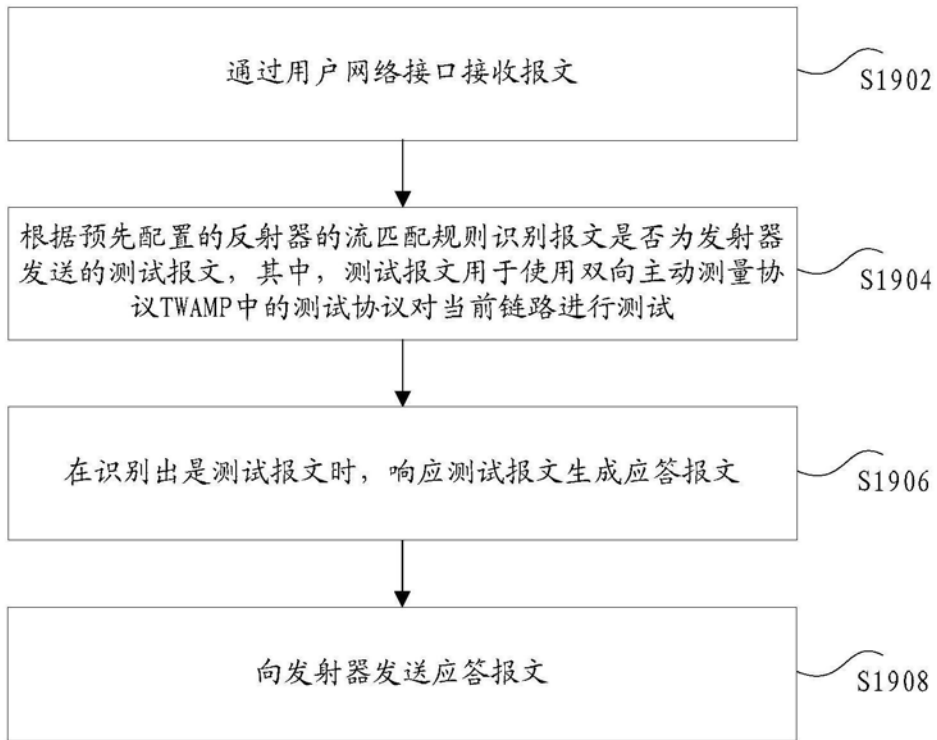 通过用户网络接口接收报文
S1902
根据预先配置的反射器的流匹配规则识别报文是否为发射器
发送的测试报文，其中，测试报文用于使用双向主动测量协
议TWAMP中的测试协议对当前链路进行测试
S1904
在识别出是测试报文时，响应测试报文生成应答报文
S1906
向发射器发送应答报文
S1908